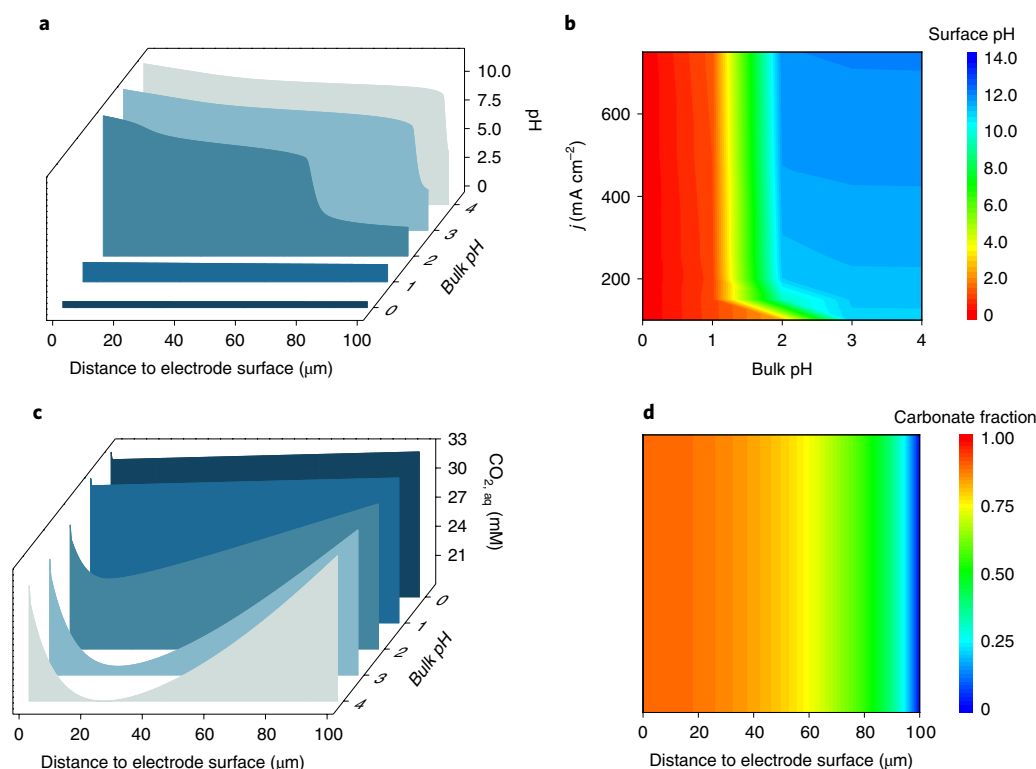 a
10.0
7.5
5.0
2.5
0
pH
4
3
2
1
0
Bulk pH
0 20 40 60 80 100
Distance to electrode surface (μm)
b
Surface pH
14.0
12.0
10.0
8.0
6.0
4.0
2.0
0
600
400
200
j (mA cm⁻²)
0 1 2 3 4
Bulk pH
c
33
30
27
24
21
CO2, aq (mM)
0
1
2
3
4
Bulk pH
0 20 40 60 80 100
Distance to electrode surface (μm)
d
Carbonate fraction
1.00
0.75
0.50
0.25
0
0 20 40 60 80 100
Distance to electrode surface (μm)